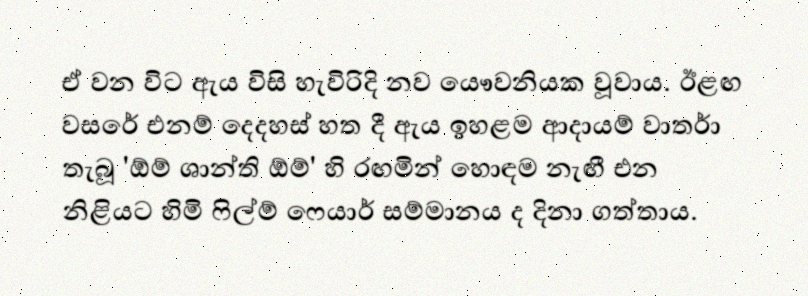 ඒ වන විට ඇය විසි හැවිරිදි නව යෞවනියක වූවාය. ඊළඟ
වසරේ එනම් දෙදහස් හත දී ඇය ඉහළම ආදායම් වාර්තා
තැබූ 'ඕම් ශාන්ති ඕම්' හි රඟමින් හොඳම නැඟී එන
නිළියට හිමි ෆිල්ම් ෆෙයාර් සම්මානය ද දිනා ගත්තාය.